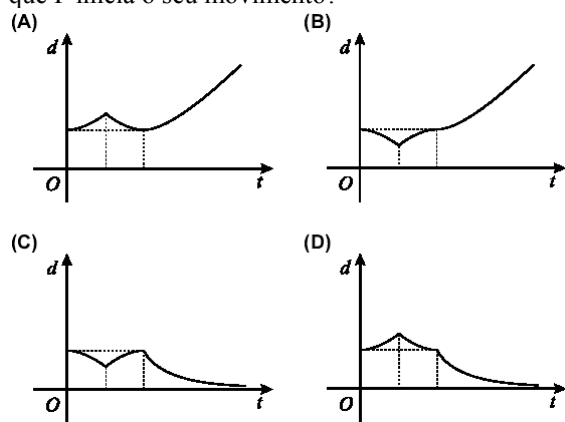 que P inicia o seu movimento?
(A) (B)
d d
O t O t
(C) (D)
d d
O t O t